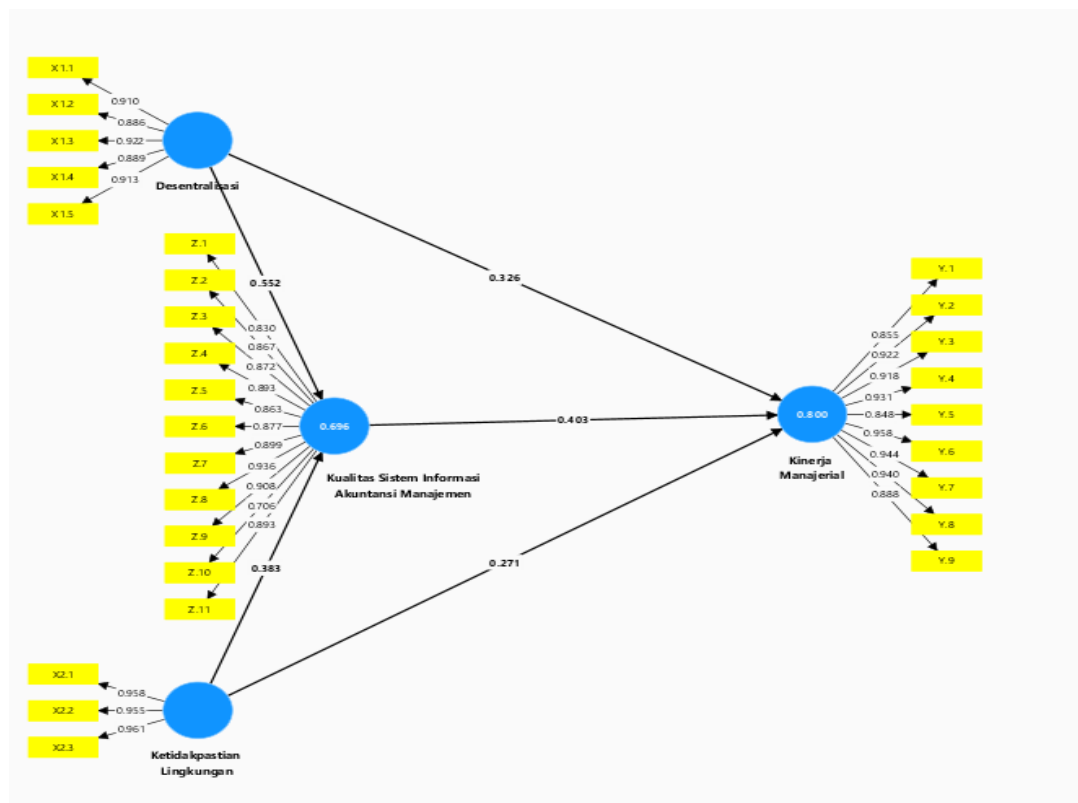 X1.1
0.910
X1.2
0.886
X1.3
0.922
X1.4
0.889
X1.5
0.913
Desentralisasi
Z.1
Z.2
Z.3
Z.4
Z.5
Z.6
Z.7
Z.8
Z.9
Z.10
Z.11
0.552
0.830
0.867
0.872
0.893
0.863
0.877
0.899
0.936
0.908
0.706
0.893
0.383
0.696
Kualitas Sistem Informasi
Akuntansi Manajemen
0.326
0.403
0.271
X2.1
0.958
X2.2
0.955
X2.3
0.961
Ketidakpastian
Lingkungan
0.800
Kinerja
Manajerial
0.855
0.922
0.918
0.931
0.848
0.958
0.944
0.940
0.888
Y.1
Y.2
Y.3
Y.4
Y.5
Y.6
Y.7
Y.8
Y.9